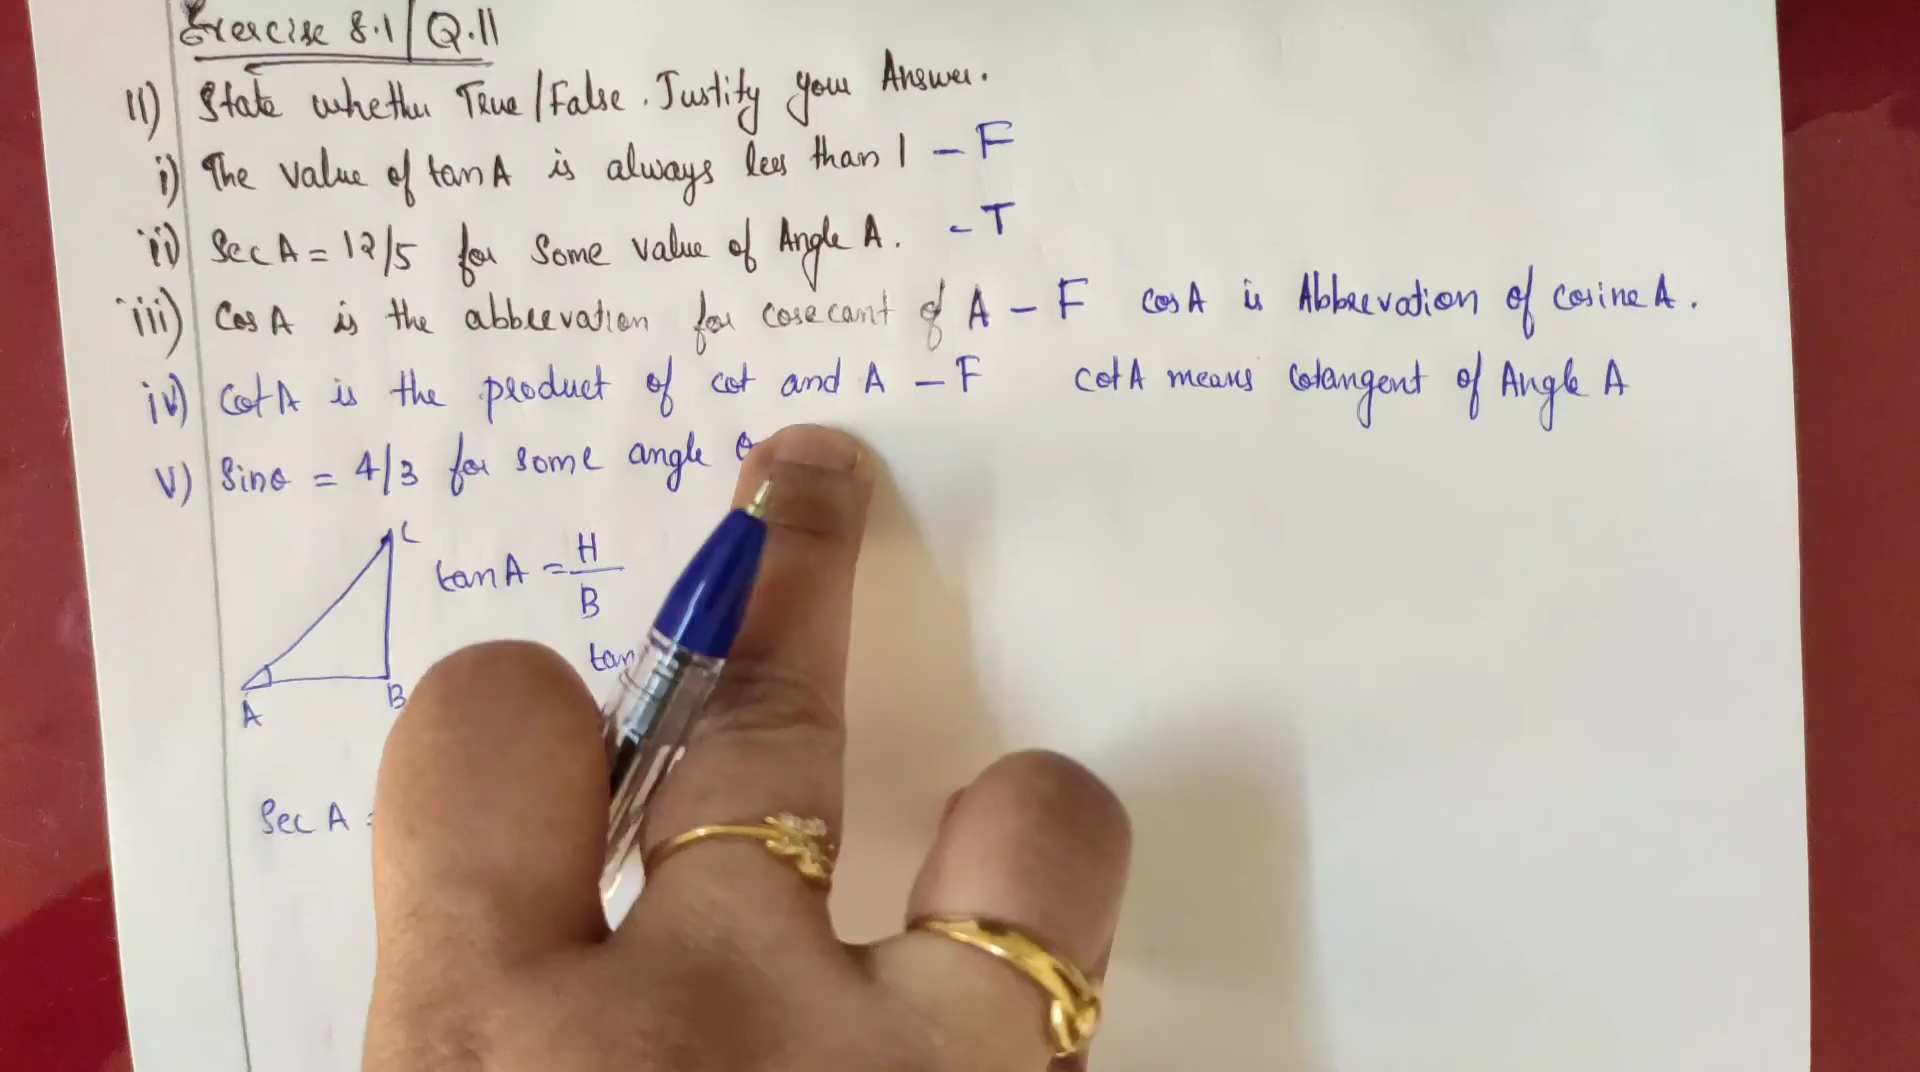 Exercise 8.1/ Q.11
11) State whether True/False. Justify your Answer.
i) The value of tan A is always less than 1 - F
ii) Sec A = 12/5 for some value of Angle A. - T
iii) Cos A is the abbrevation for cosecant of A - F cos A is Abbrevation of cosine A.
iv) Cot A is the product of cot and A - F cot A means cotangent of Angle A
v) Sinθ = 4/3 for some angle θ
C
tan A = H/B
tan
A B
Sec A =